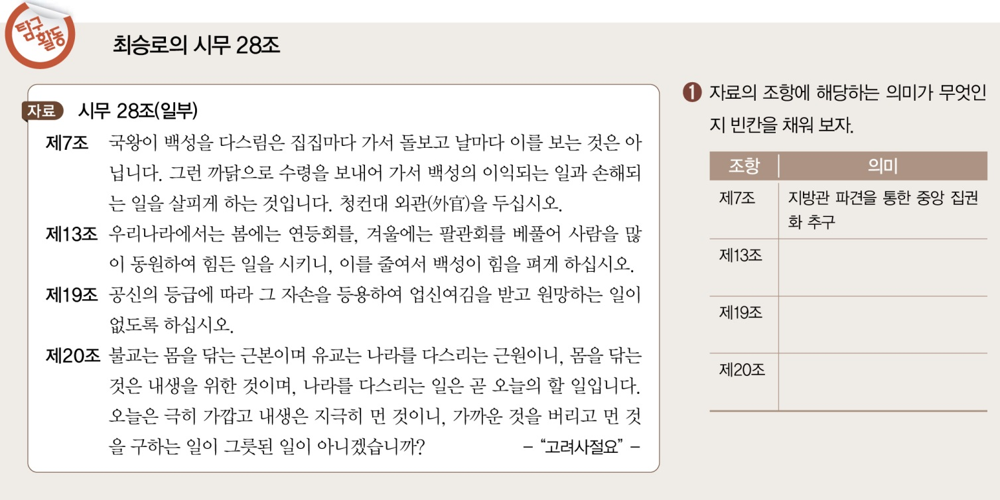 탐구
활동
최승로의 시무 28조
자료 시무 28조(일부)
제7조 국왕이 백성을 다스림은 집집마다 가서 돌보고 날마다 이를 보는 것은 아
닙니다. 그런 까닭으로 수령을 보내어 가서 백성의 이익되는 일과 손해되
는 일을 살피게 하는 것입니다. 청컨대 외관(外官)을 두십시오.
제13조 우리나라에서는 봄에는 연등회를, 겨울에는 팔관회를 베풀어 사람을 많
이 동원하여 힘든 일을 시키니, 이를 줄여서 백성이 힘을 펴게 하십시오.
제19조 공신의 등급에 따라 그 자손을 등용하여 업신여김을 받고 원망하는 일이
없도록 하십시오.
제20조 불교는 몸을 닦는 근본이며 유교는 나라를 다스리는 근원이니, 몸을 닦는
것은 내생을 위한 것이며, 나라를 다스리는 일은 곧 오늘의 할 일입니다.
오늘은 극히 가깝고 내생은 지극히 먼 것이니, 가까운 것을 버리고 먼 것
을 구하는 일이 그릇된 일이 아니겠습니까? – “고려사절요” –
1 자료의 조항에 해당하는 의미가 무엇인
지 빈칸을 채워 보자.
조항 의미
제7조 지방관 파견을 통한 중앙 집권
화 추구
제13조
제19조
제20조